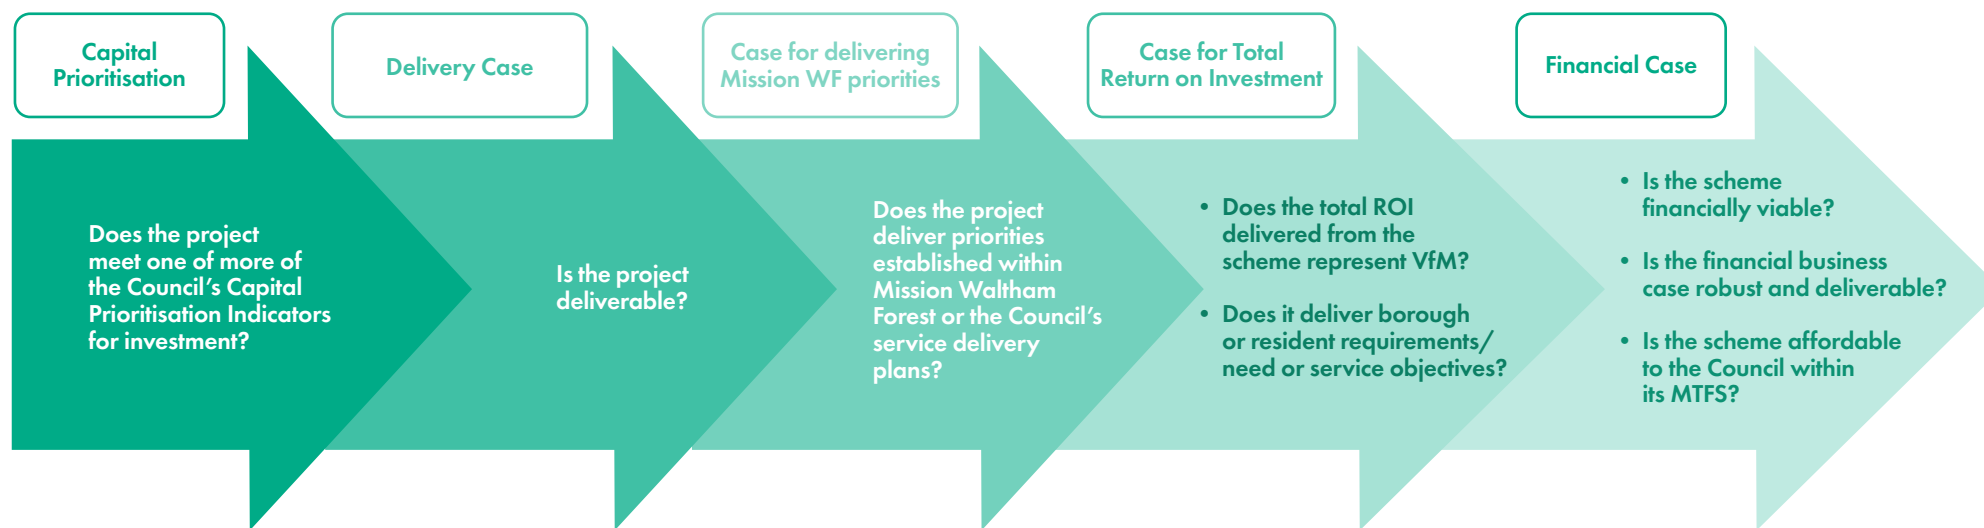 Capital
Prioritisation
Delivery Case
Case for delivering
Mission WF priorities
Case for Total
Return on Investment
Financial Case
Does the project
meet one of more of
the Council’s Capital
Prioritisation Indicators
for investment?
Is the project
deliverable?
Does the project
deliver priorities
established within
Mission Waltham
Forest or the Council’s
service delivery
plans?
• Does the total ROI
delivered from the
scheme represent VfM?
• Does it deliver borough
or resident requirements/
need or service objectives?
• Is the scheme
financially viable?
• Is the financial business
case robust and deliverable?
• Is the scheme affordable
to the Council within
its MTFS?